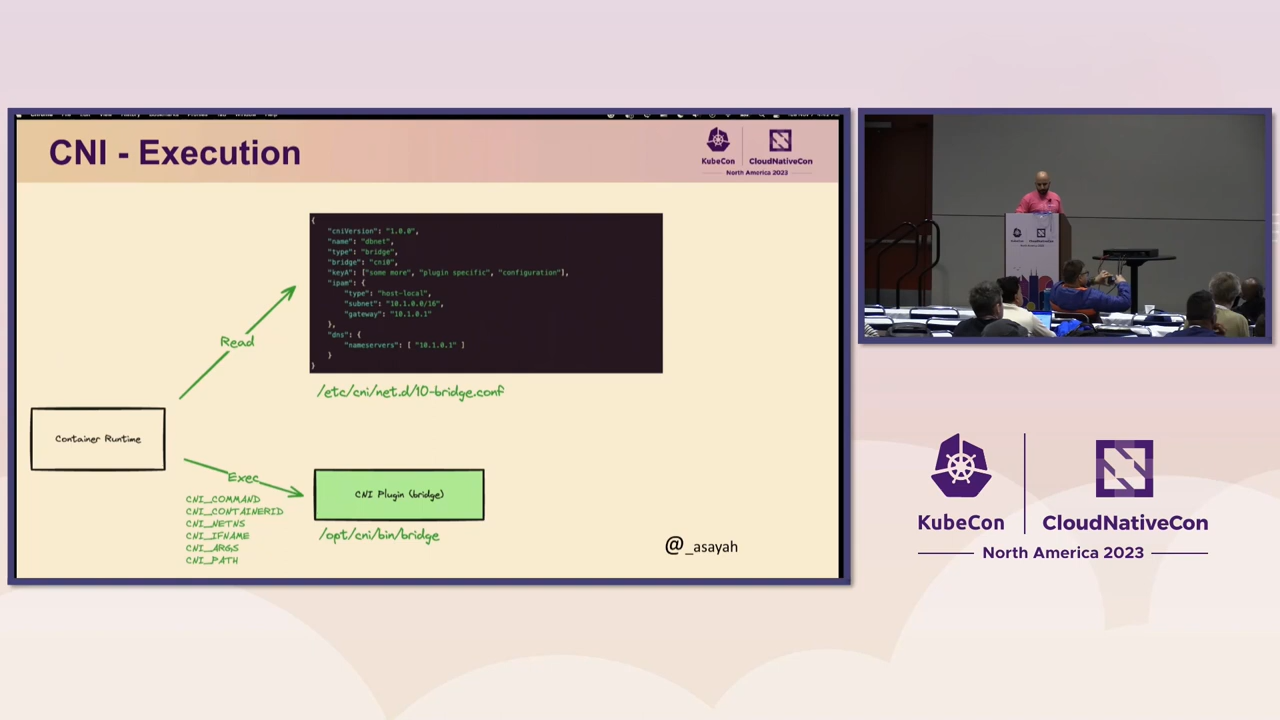 CNI - Execution
KubeCon
CloudNativeCon
North America 2023
{
"cniVersion": "1.0.0",
"name": "dbnet",
"type": "bridge",
"bridge": "cni0",
"keyA": ["some more", "plugin specific", "configuration"],
"ipam": {
"type": "host-local",
"subnet": "10.1.0.0/16",
"gateway": "10.1.0.1"
},
"dns": {
"nameservers": [ "10.1.0.1" ]
}
}
Read
/etc/cni/net.d/10-bridge.conf
Container Runtime
Exec
CNI_COMMAND
CNI_CONTAINERID
CNI_NETNS
CNI_IFNAME
CNI_ARGS
CNI_PATH
CNI Plugin (bridge)
/opt/cni/bin/bridge
@_asayah
KubeCon
CloudNativeCon
North America 2023